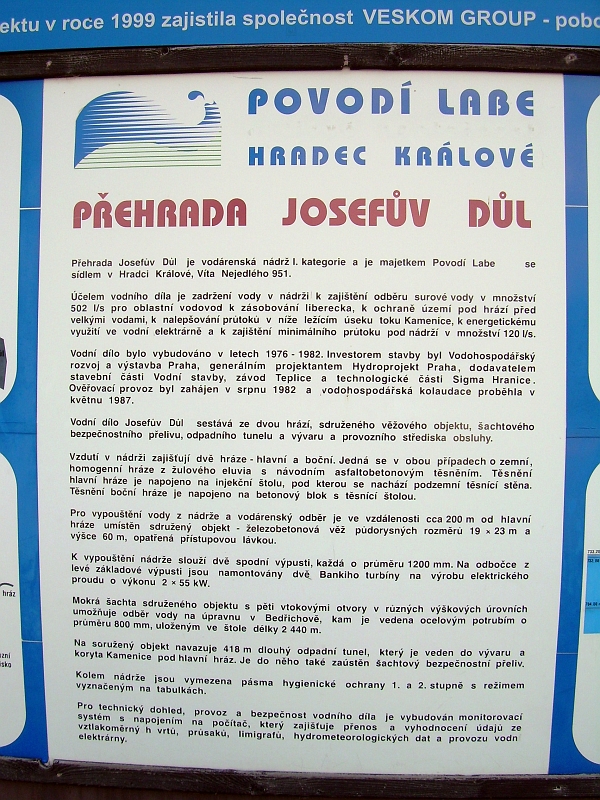 ektu v roce 1999 zajistila společnost VESKOM GROUP - pobo
POVODÍ LABE
HRADEC KRÁLOVÉ
PŘEHRADA JOSEFŮV DŮL
Přehrada Josefův Důl je vodárenská nádrž I. kategorie a je majetkem Povodí Labe se
sídlem v Hradci Králové, Víta Nejedlého 951.
Účelem vodního díla je zadržení vody v nádrži k zajištění odběru surové vody v množství
502 l/s pro oblastní vodovod k zásobování liberecka, k ochraně území pod hrází před
velkými vodami, k nalepšování průtoků v níže ležícím úseku toku Kamenice, k energetickému
využití ve vodní elektrárně a k zajištění minimálního průtoku pod nádrží v množství 120 l/s.
Vodní dílo bylo vybudováno v letech 1976 - 1982. Investorem stavby byl Vodohospodářský
rozvoj a výstavba Praha, generálním projektantem Hydroprojekt Praha, dodavatelem
stavební části Vodní stavby, závod Teplice a technologické části Sigma Hranice.
Ověřovací provoz byl zahájen v srpnu 1982 a vodohospodářská kolaudace proběhla v
květnu 1987.
Vodní dílo Josefův Důl sestává ze dvou hrází, sdruženého věžového objektu, šachtového
bezpečnostního přelivu, odpadního tunelu a vývaru a provozního střediska obsluhy.
Vzdutí v nádrži zajišťují dvě hráze - hlavní a boční. Jedná se v obou případech o zemní,
homogenní hráze z žulového eluvia s návodním asfaltobetonovým těsněním. Těsnění
hlavní hráze je napojeno na injekční štolu, pod kterou se nachází podzemní těsnící stěna.
Těsnění boční hráze je napojeno na betonový blok s těsnící štolou.
Pro vypouštění vody z nádrže a vodárenský odběr je ve vzdálenosti cca 200 m od hlavní
hráze umístěn sdružený objekt - železobetonová věž půdorysných rozměrů 19 × 23 m a
výšce 60 m, opatřená přístupovou lávkou.
K vypouštění nádrže slouží dvě spodní výpusti, každá o průměru 1200 mm. Na odbočce z
levé základové výpusti jsou namontovány dvě Bankiho turbíny na výrobu elektrického
proudu o výkonu 2 × 55 kW.
Mokrá šachta sdruženého objektu s pěti vtokovými otvory v různých výškových úrovních
umožňuje odběr vody na úpravnu v Bedřichově, kam je vedena ocelovým potrubím o
průměru 800 mm, uloženým ve štole délky 2 440 m.
Na sdružený objekt navazuje 418 m dlouhý odpadní tunel, který je veden do vývaru a
koryta Kamenice pod hlavní hráz. Je do něho také zaústěn šachtový bezpečnostní přeliv.
Kolem nádrže jsou vymezena pásma hygienické ochrany 1. a 2. stupně s režimem
vyznačeným na tabulkách.
Pro technický dohled, provoz a bezpečnost vodního díla je vybudován monitorovací
systém s napojením na počítač, který zajišťuje přenos a vyhodnocení údajů ze
vztlakoměrný h vrtů, průsaků, limigrafů, hydrometeorologických dat a provozu vodn
elektrárny.
hráz